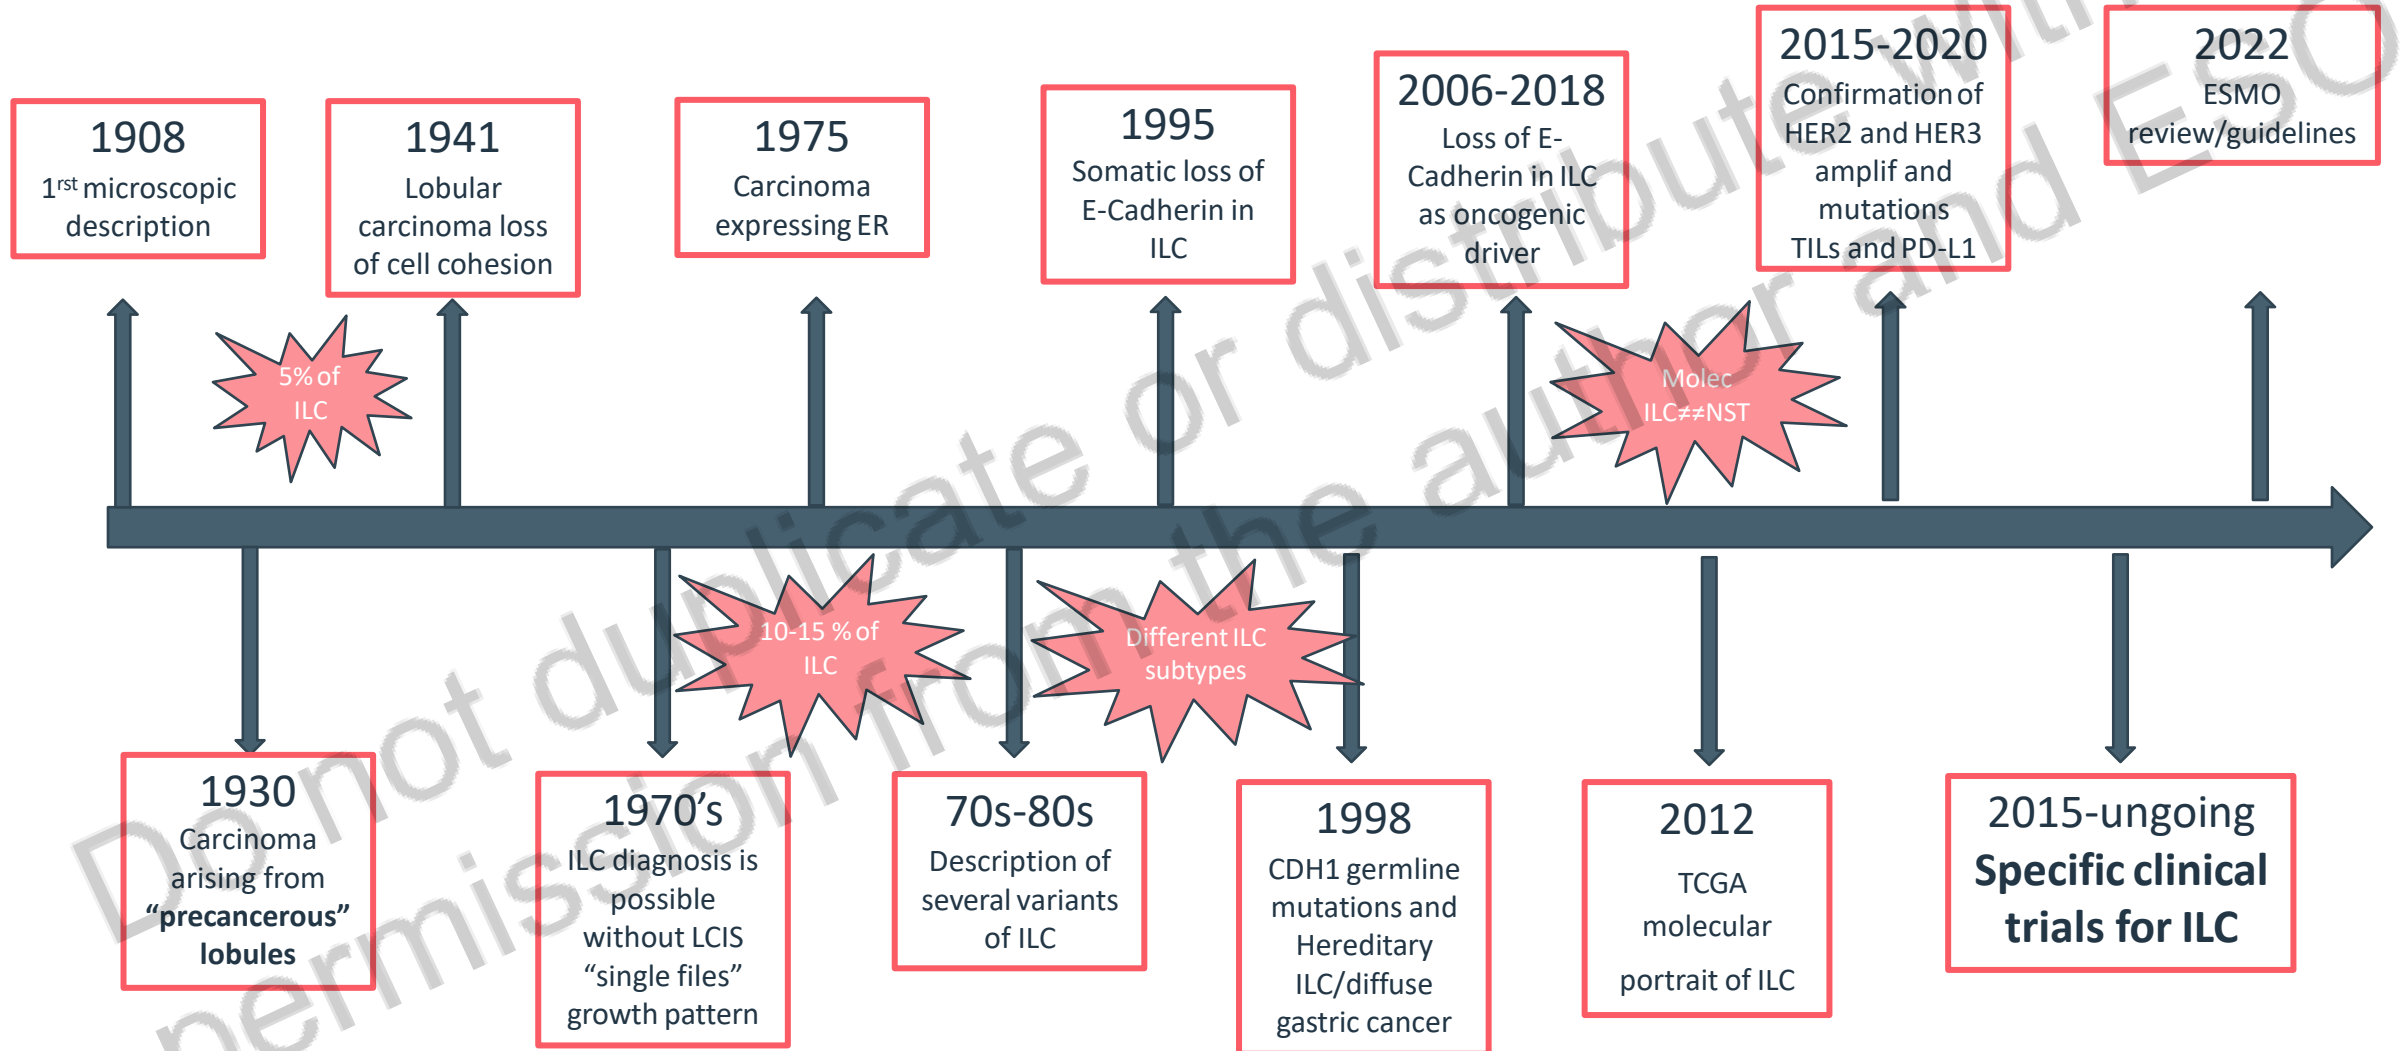 1908
1rst microscopic
description
1941
Lobular
carcinoma loss
of cell cohesion
1975
Carcinoma
expressing ER
1995
Somatic loss of
E-Cadherin in
ILC
2006-2018
Loss of E-
Cadherin in ILC
as oncogenic
driver
2015-2020
Confirmation of
HER2 and HER3
amplif and
mutations
TILs and PD-L1
2022
ESMO
review/guidelines
5% of
ILC
Molec
ILC≠≠NST
10-15 % of
ILC
Different ILC
subtypes
1930
Carcinoma
arising from
“precancerous”
lobules
1970’s
ILC diagnosis is
possible
without LCIS
“single files”
growth pattern
70s-80s
Description of
several variants
of ILC
1998
CDH1 germline
mutations and
Hereditary
ILC/diffuse
gastric cancer
2012
TCGA
molecular
portrait of ILC
2015-ungoing
Specific clinical
trials for ILC
Do not duplicate or distribute with
permission from the author and ESO